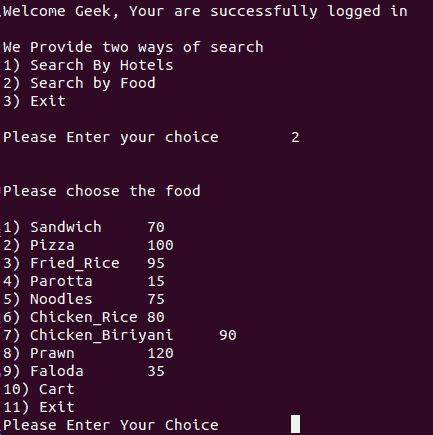 Welcome Geek, Your are successfully logged in
We Provide two ways of search
1) Search By Hotels
2) Search by Food
3) Exit
Please Enter your choice 2
Please choose the food
1) Sandwich 70
2) Pizza 100
3) Fried_Rice 95
4) Parotta 15
5) Noodles 75
6) Chicken_Rice 80
7) Chicken_Biriyani 90
8) Prawn 120
9) Faloda 35
10) Cart
11) Exit
Please Enter Your Choice